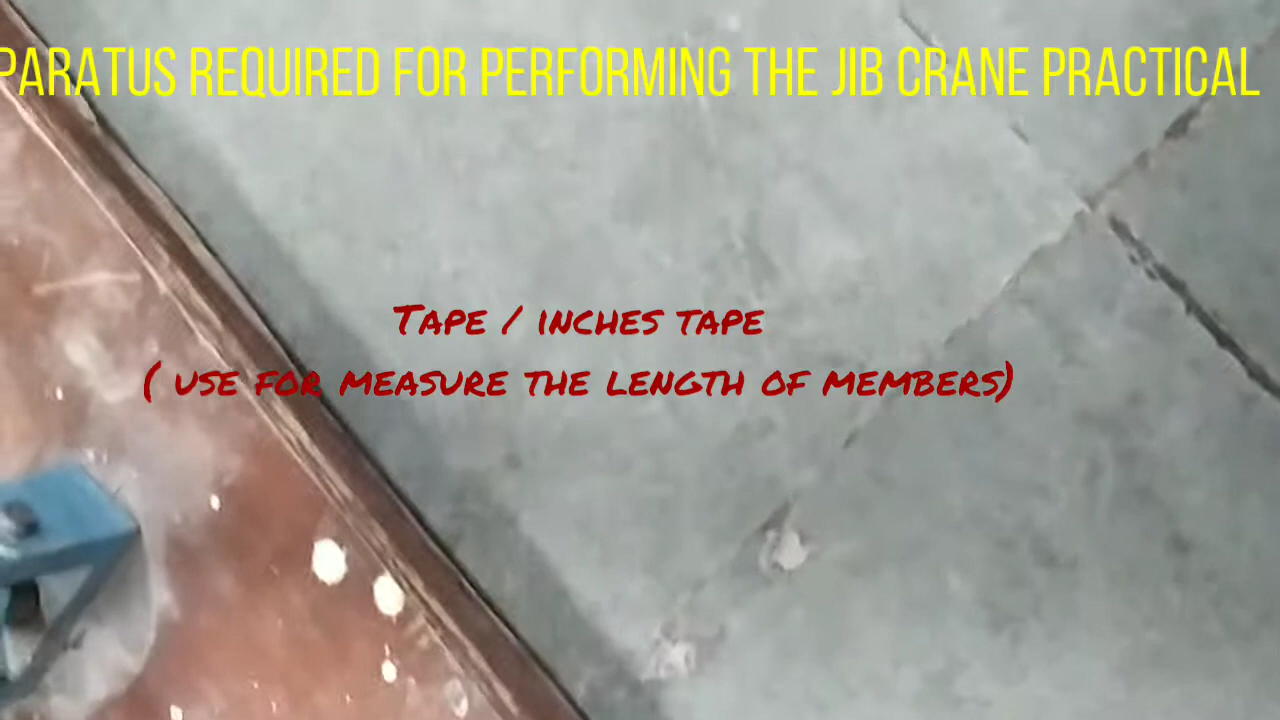 PARATUS REQUIRED FOR PERFORMING THE JIB CRANE PRACTICAL
TAPE / INCHES TAPE
( USE FOR MEASURE THE LENGTH OF MEMBERS)